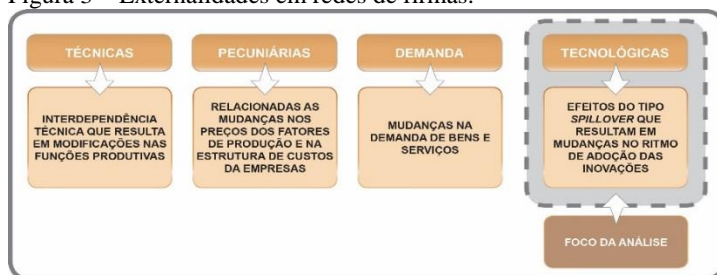 Figura 3 – Externalidades em redes de firmas.
TÉCNICAS
INTERDEPENDÊNCIA
TÉCNICA QUE RESULTA
EM MODIFICAÇÕES NAS
FUNÇÕES PRODUTIVAS
PECUNIÁRIAS
RELACIONADAS AS
MUDANÇAS NOS
PREÇOS DOS FATORES
DE PRODUÇÃO E NA
ESTRUTURA DE CUSTOS
DA EMPRESAS
DEMANDA
MUDANÇAS NA
DEMANDA DE BENS E
SERVIÇOS
TECNOLÓGICAS
EFEITOS DO TIPO
SPILLOVER QUE
RESULTAM EM
MUDANÇAS NO RITMO
DE ADOÇÃO DAS
INOVAÇÕES
FOCO DA ANÁLISE